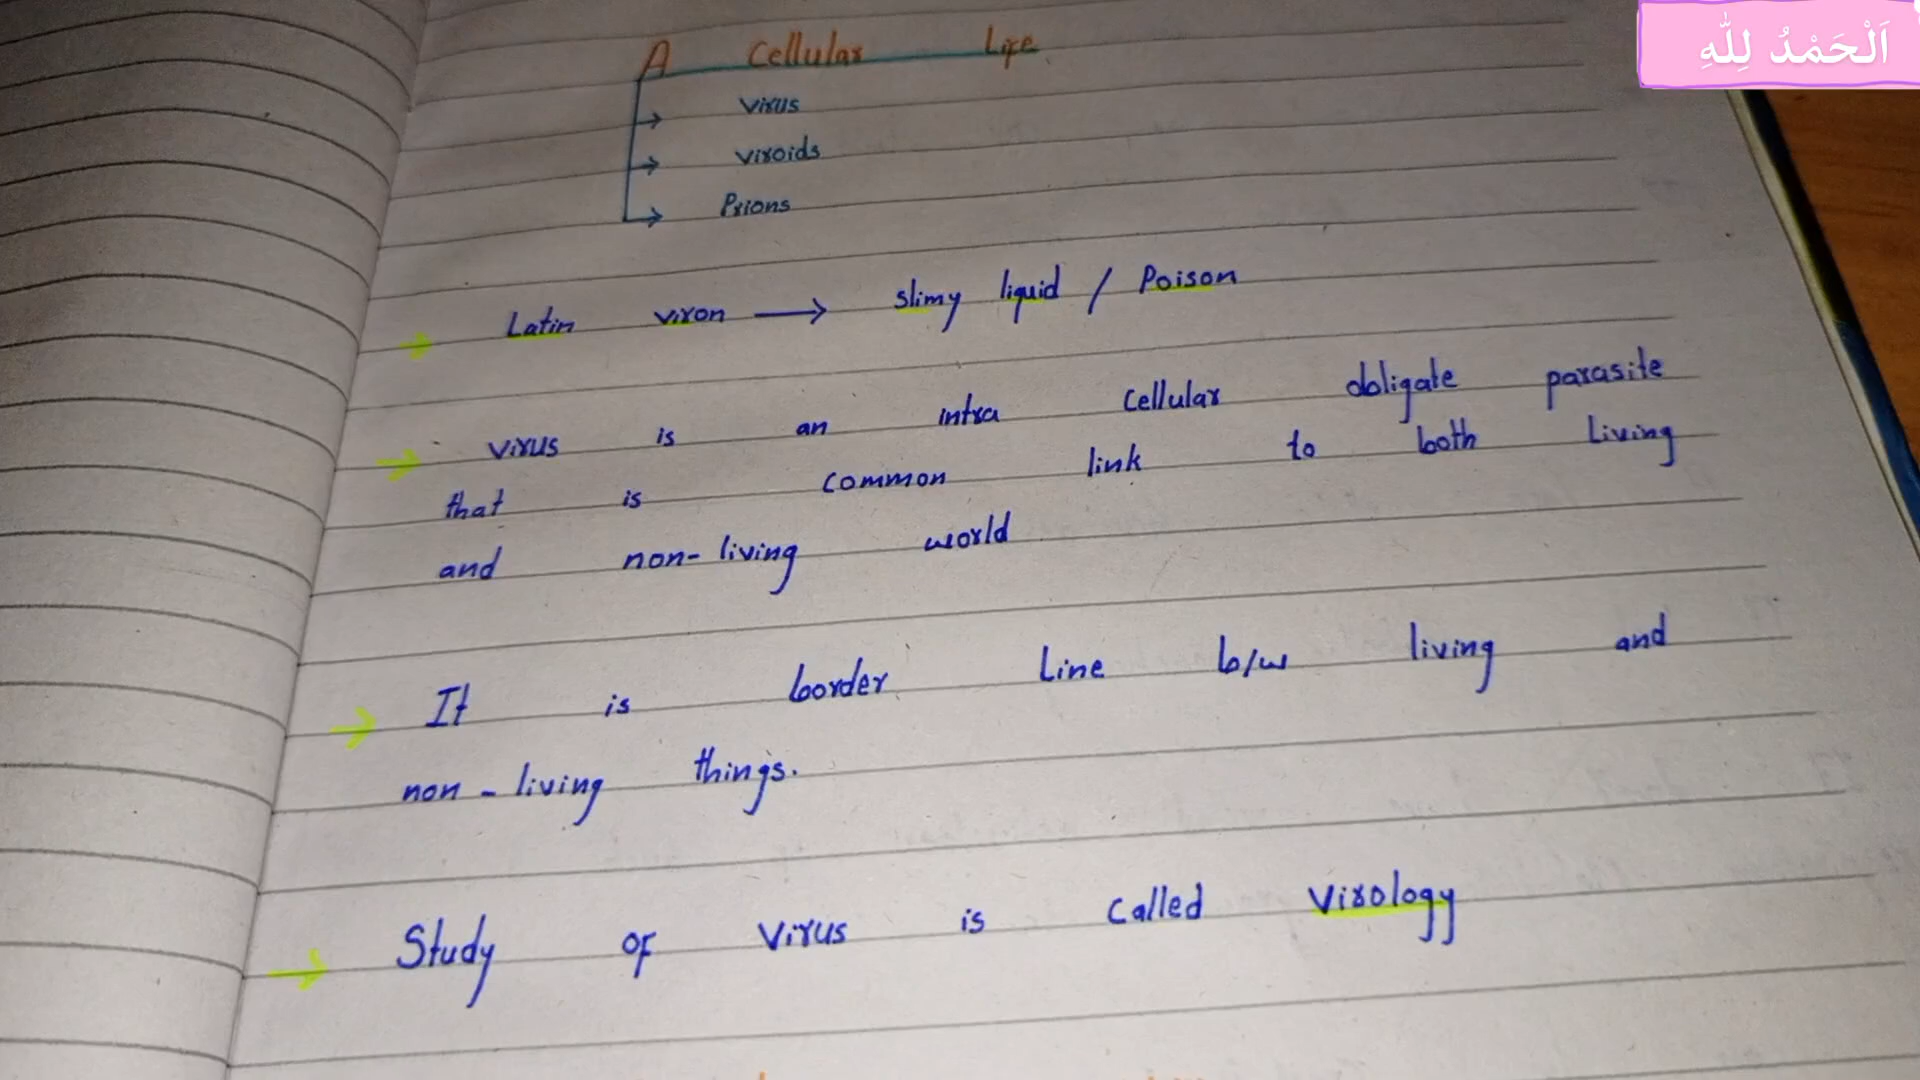 اَلْحَمْدُ لِلّٰهِ
A Cellular Life
virus
viroids
Prions
Latin viron → slimy liquid / Poison
virus is an intra cellular obligate parasite
that is common link to both living
and non-living world
It is border line b/w living and
non-living things.
Study of virus is called virology